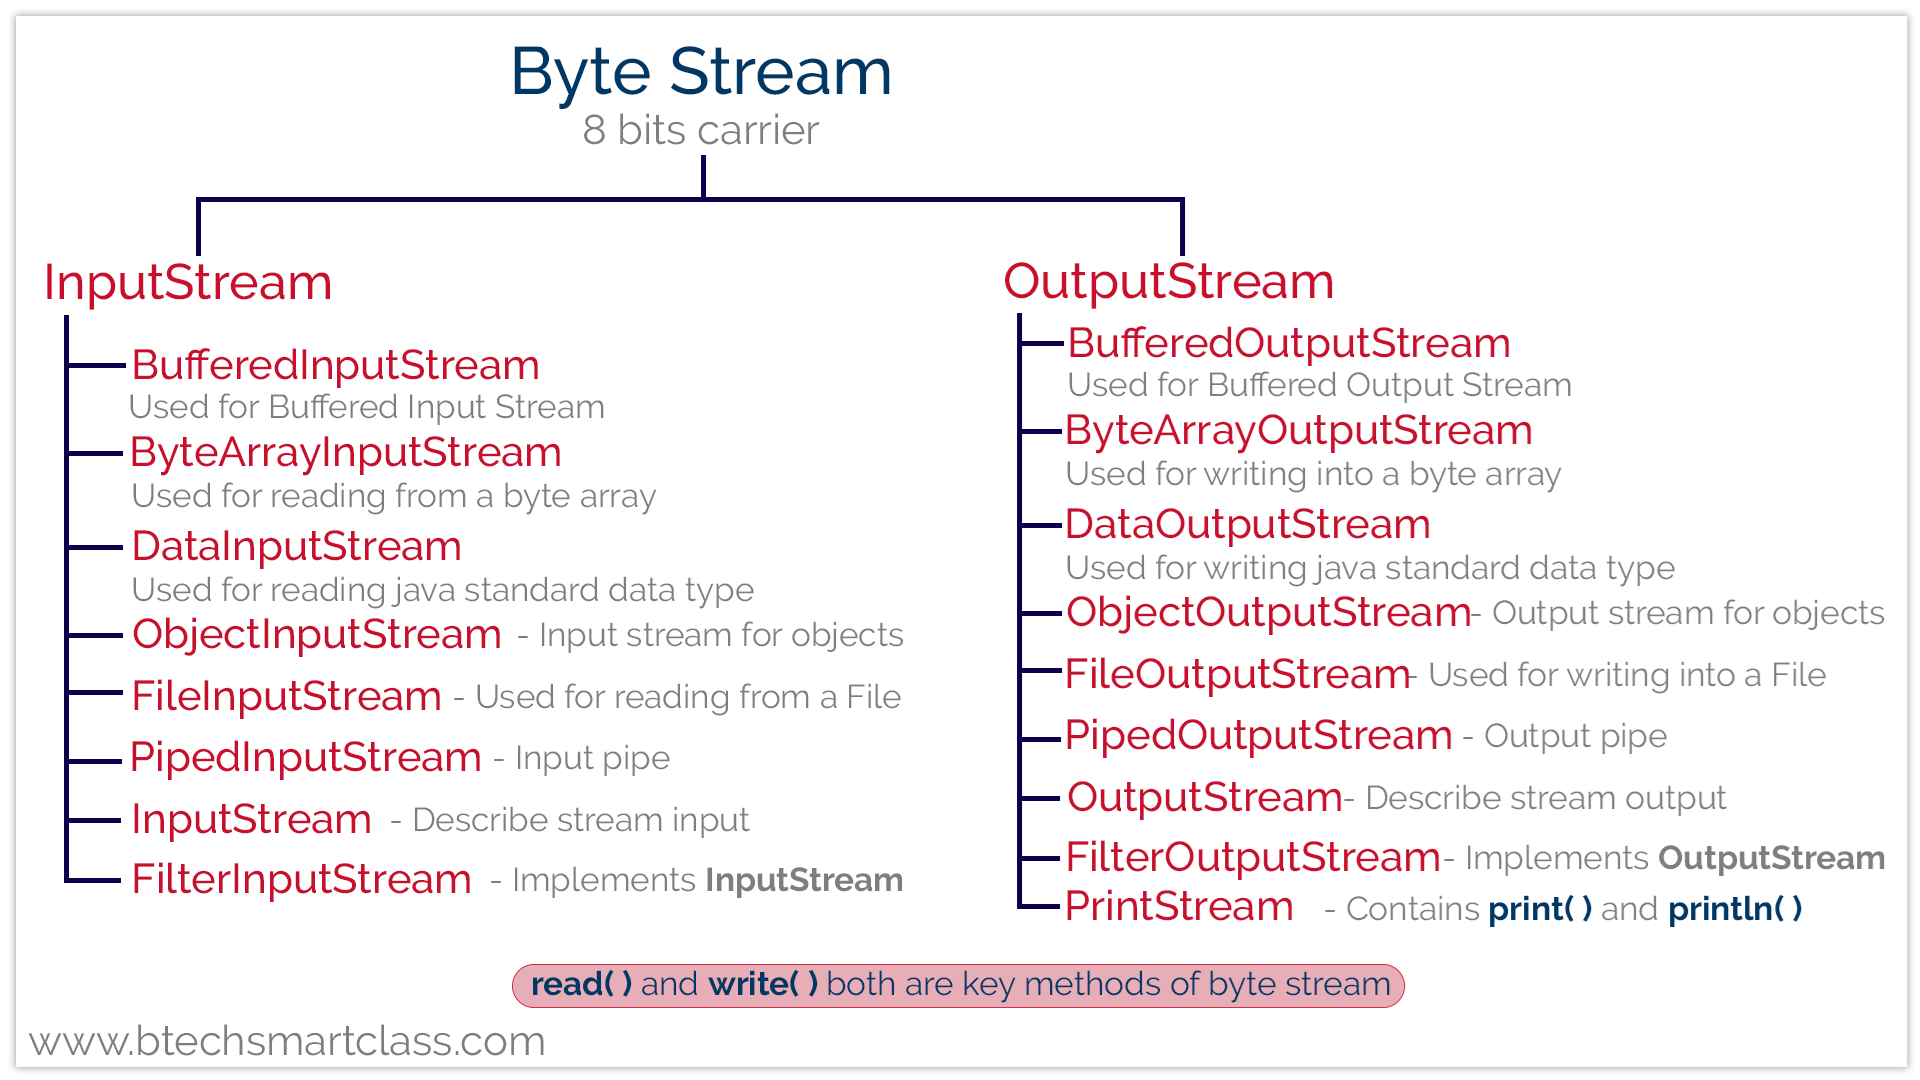 Byte Stream
8 bits carrier
InputStream
BufferedInputStream
Used for Buffered Input Stream
ByteArrayInputStream
Used for reading from a byte array
DataInputStream
Used for reading java standard data type
ObjectInputStream - Input stream for objects
FileInputStream - Used for reading from a File
PipedInputStream - Input pipe
InputStream - Describe stream input
FilterInputStream - Implements InputStream
OutputStream
BufferedOutputStream
Used for Buffered Output Stream
ByteArrayOutputStream
Used for writing into a byte array
DataOutputStream
Used for writing java standard data type
ObjectOutputStream- Output stream for objects
FileOutputStream- Used for writing into a File
PipedOutputStream - Output pipe
OutputStream- Describe stream output
FilterOutputStream- Implements OutputStream
PrintStream - Contains print( ) and println( )
read( ) and write( ) both are key methods of byte stream
www.btechsmartclass.com